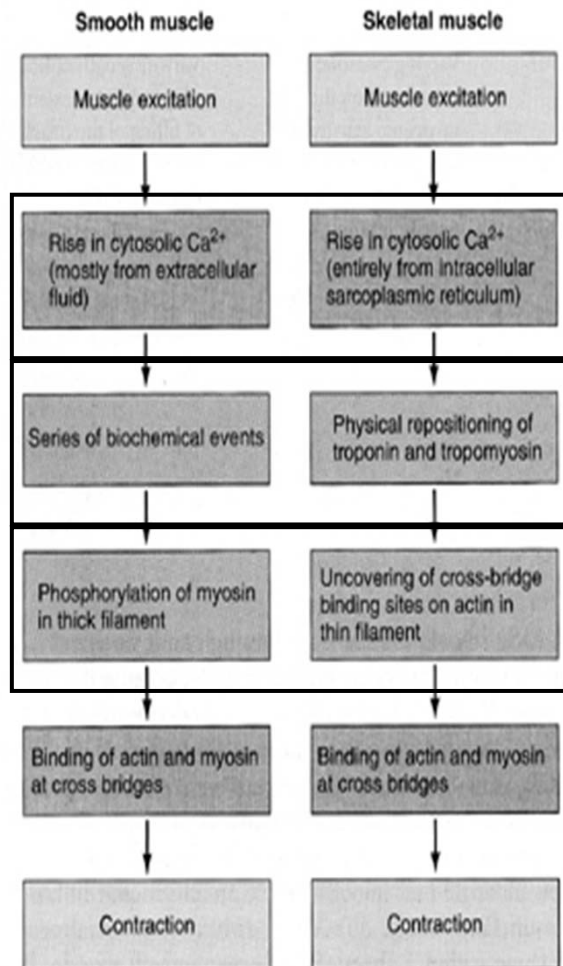 Smooth muscle
Skeletal muscle
Muscle excitation
Muscle excitation
Rise in cytosolic Ca²⁺
(mostly from extracellular
fluid)
Rise in cytosolic Ca²⁺
(entirely from intracellular
sarcoplasmic reticulum)
Series of biochemical events
Physical repositioning of
troponin and tropomyosin
Phosphorylation of myosin
in thick filament
Uncovering of cross-bridge
binding sites on actin in
thin filament
Binding of actin and myosin
at cross bridges
Binding of actin and myosin
at cross bridges
Contraction
Contraction